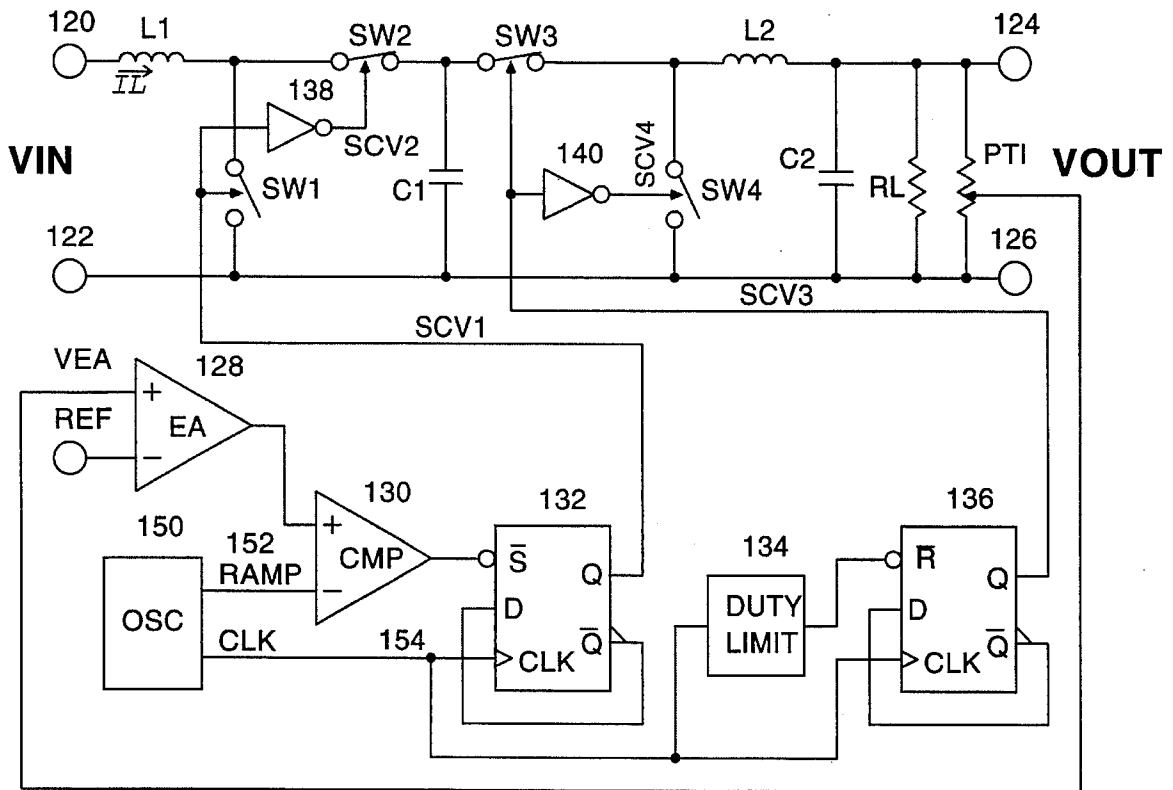 120
L1
IL
SW2
SW3
L2
124
138
SCV2
SW1
C1
140
SCV4
SW4
C2
RL
PTI
VIN
VOUT
122
126
SCV3
SCV1
VEA
128
REF
+
EA
−
130
+
CMP
−
150
152
RAMP
OSC
CLK
154
132
S̅
Q
D
Q̅
CLK
134
DUTY
LIMIT
136
R̅
Q
D
Q̅
CLK